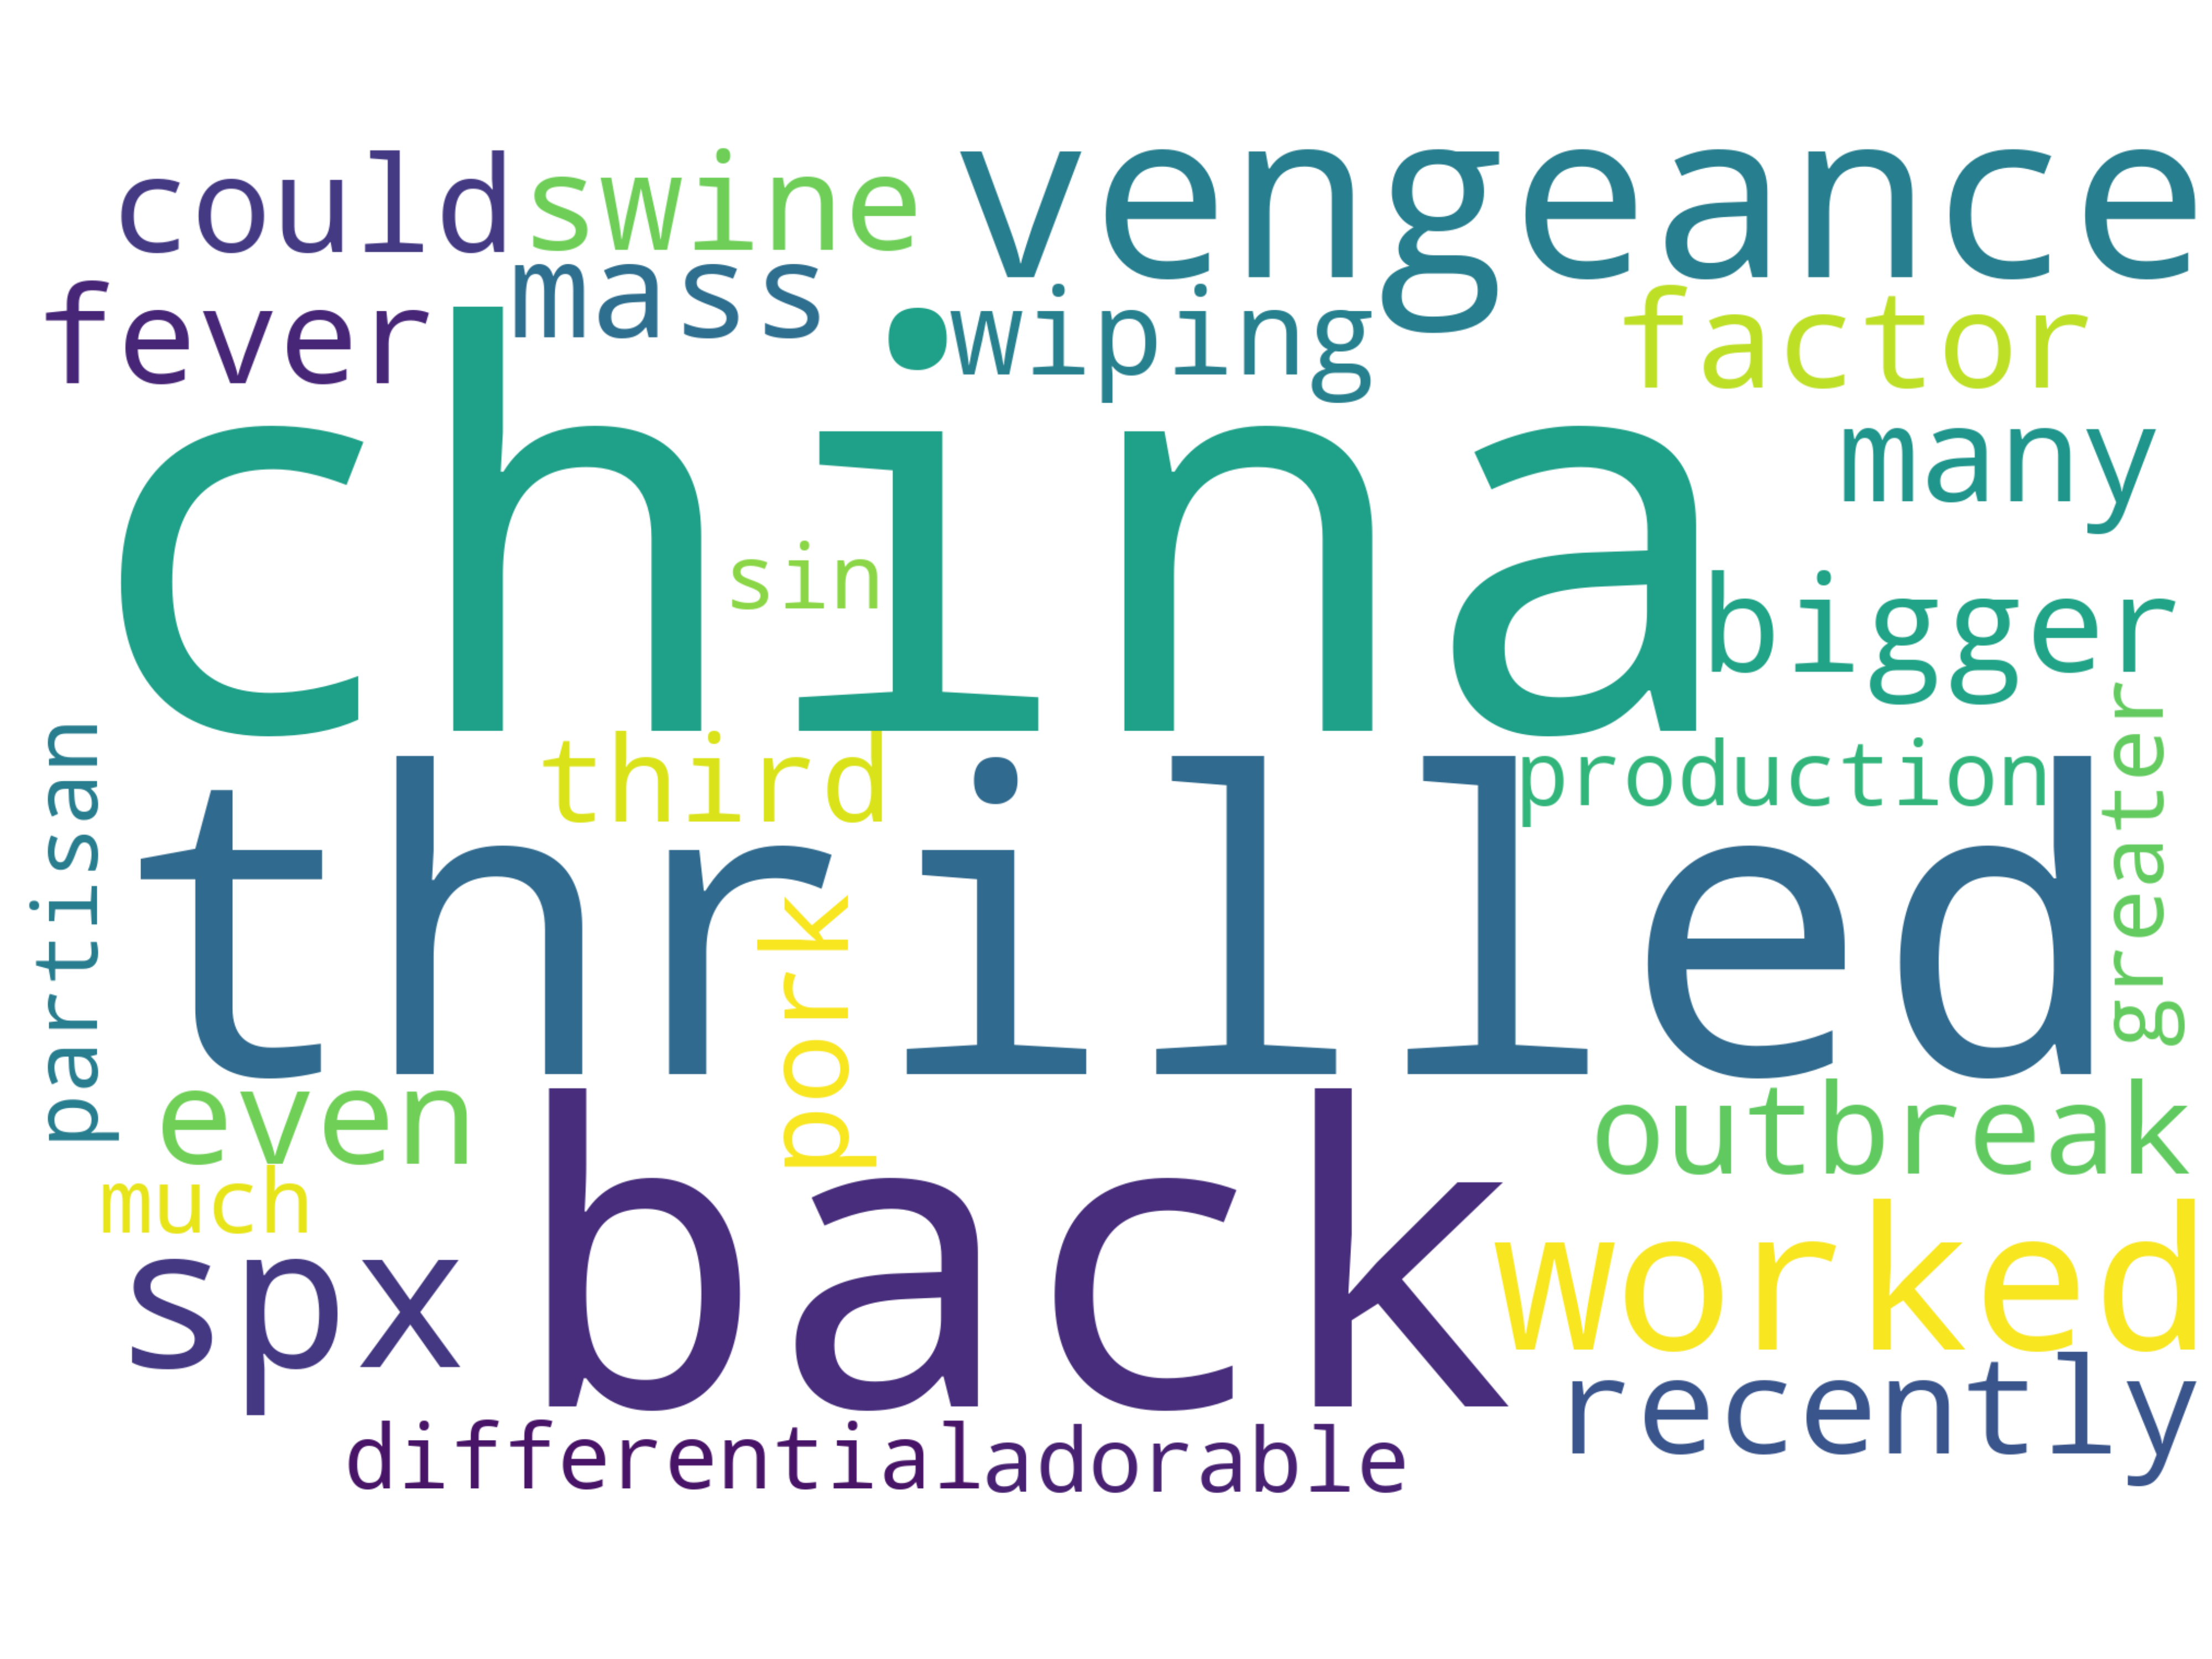 could
swine
vengeance
fever
mass
wiping
factor
china
many
sin
bigger
third
production
greater
partisan
thrilled
pork
even
outbreak
much
back
spx
worked
recently
differential
adorable